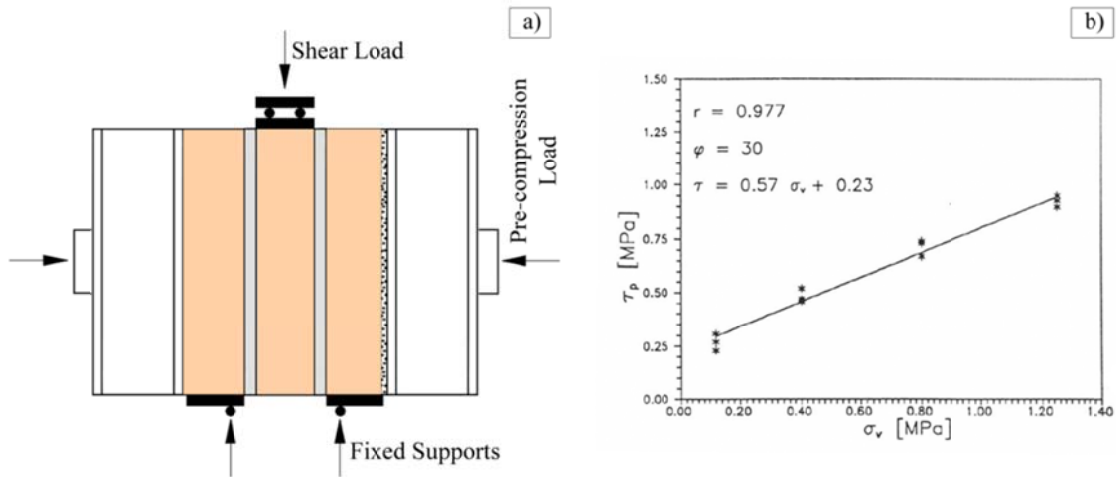 a)
Shear Load
Pre-compression
Load
Fixed Supports
b)
r = 0.977
φ = 30
τ = 0.57 σᵥ + 0.23
τₚ [MPa]
1.50
1.25
1.00
0.75
0.50
0.25
0.00
0.00 0.20 0.40 0.60 0.80 1.00 1.20 1.40
σᵥ [MPa]